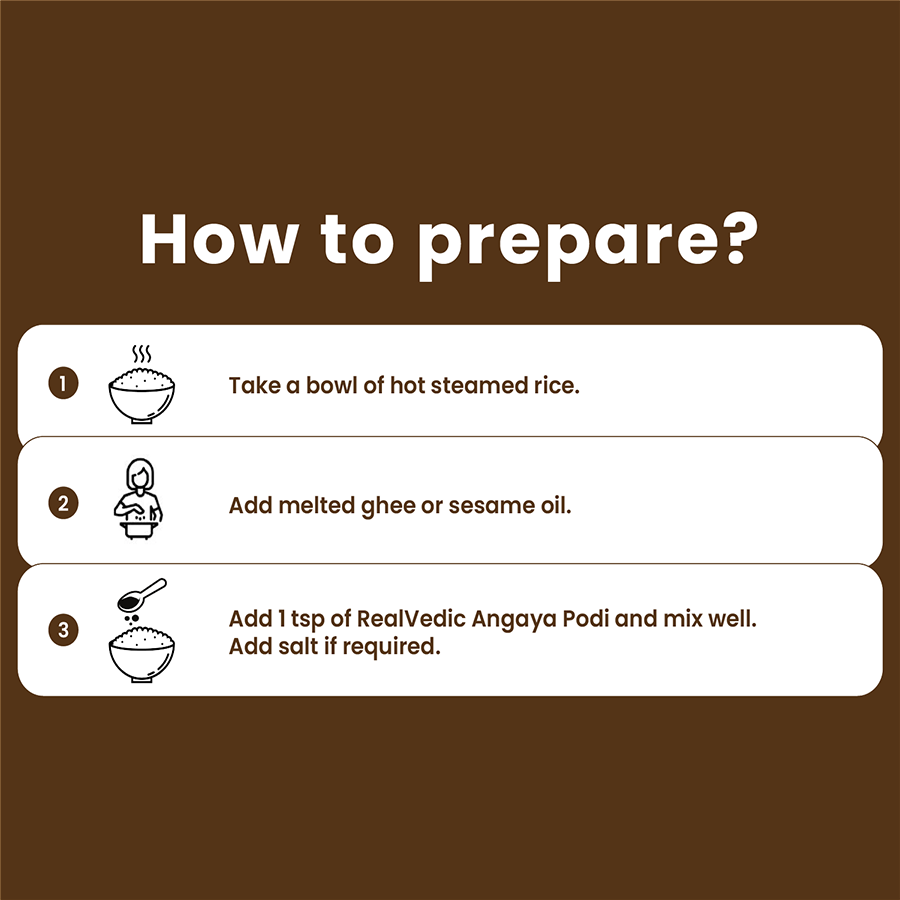 How to prepare?
1
Take a bowl of hot steamed rice.
2
Add melted ghee or sesame oil.
3
Add 1 tsp of RealVedic Angaya Podi and mix well.
Add salt if required.